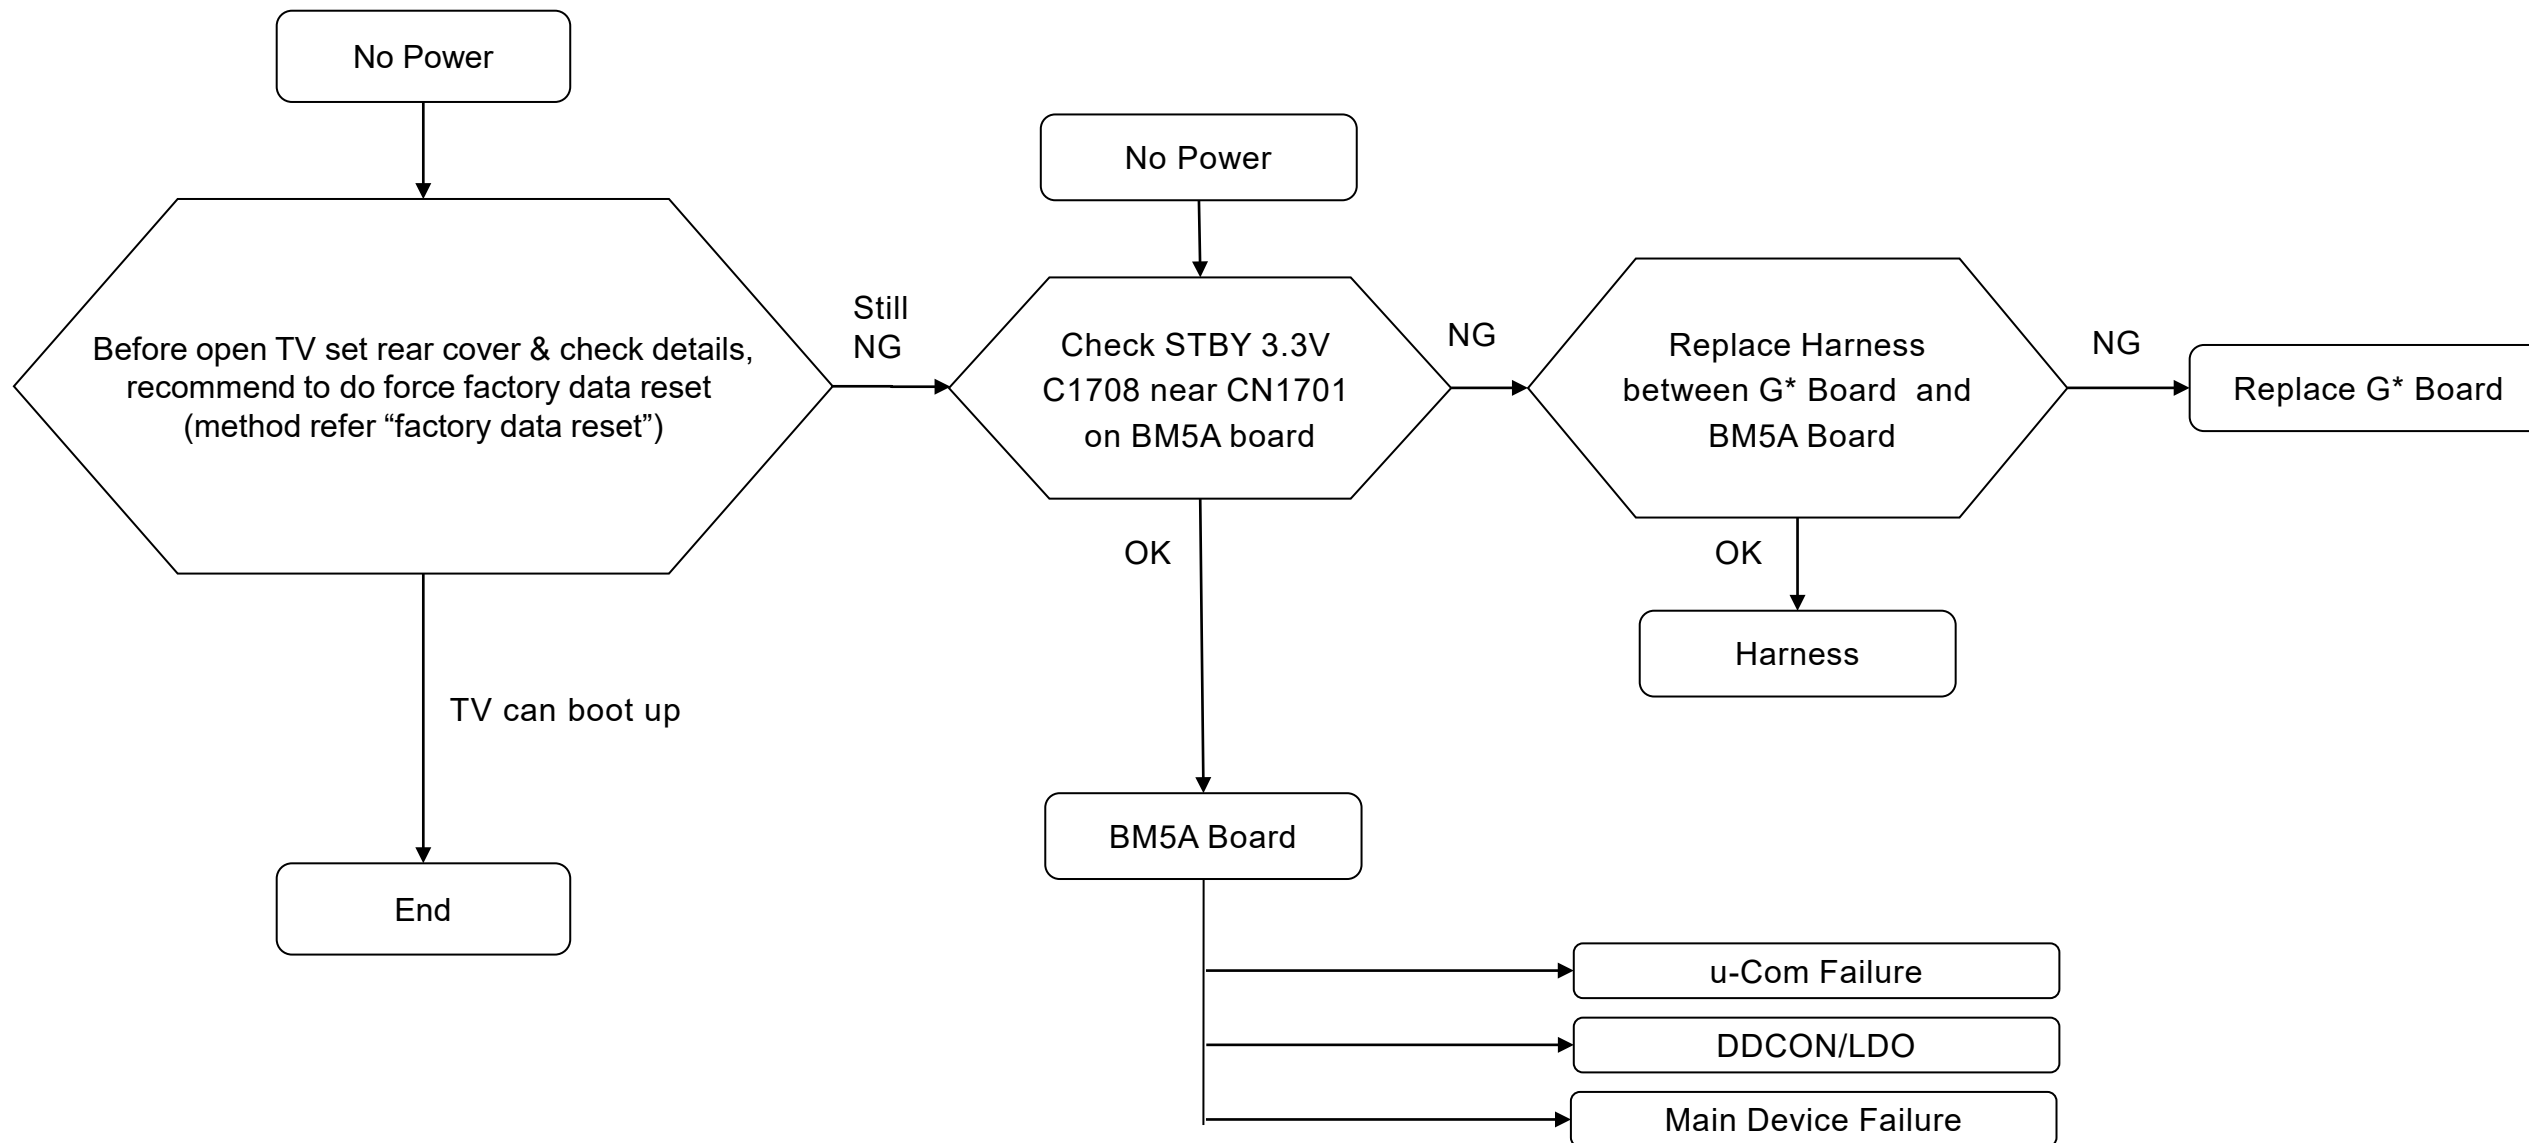 No Power
Before open TV set rear cover & check details,
recommend to do force factory data reset
(method refer “factory data reset”)
TV can boot up
End
Still
NG
No Power
Check STBY 3.3V
C1708 near CN1701
on BM5A board
OK
BM5A Board
u-Com Failure
DDCON/LDO
Main Device Failure
NG
Replace Harness
between G* Board  and
BM5A Board
OK
Harness
NG
Replace G* Board